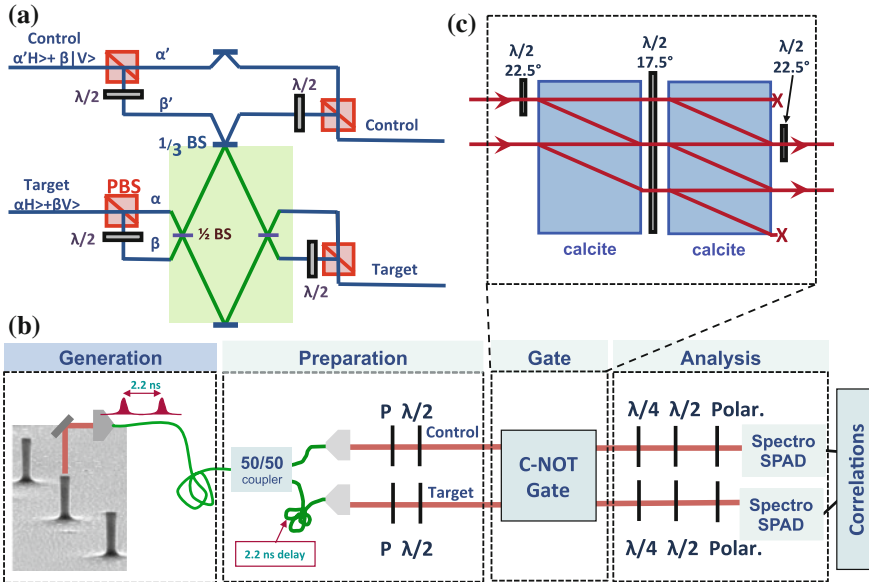 (a)
Control
α'H>+ β|V>
α'
λ/2
β'
λ/2
Control
1/3 BS
Target
αH>+βV>
PBS
α
λ/2
β
½ BS
λ/2
Target
(c)
λ/2
22.5°
λ/2
17.5°
λ/2
22.5°
X
X
calcite
calcite
(b)
Generation
Preparation
Gate
Analysis
2.2 ns
50/50
coupler
2.2 ns delay
P λ/2
Control
Target
P λ/2
C-NOT
Gate
λ/4 λ/2 Polar.
λ/4 λ/2 Polar.
Spectro
SPAD
Spectro
SPAD
Correlations